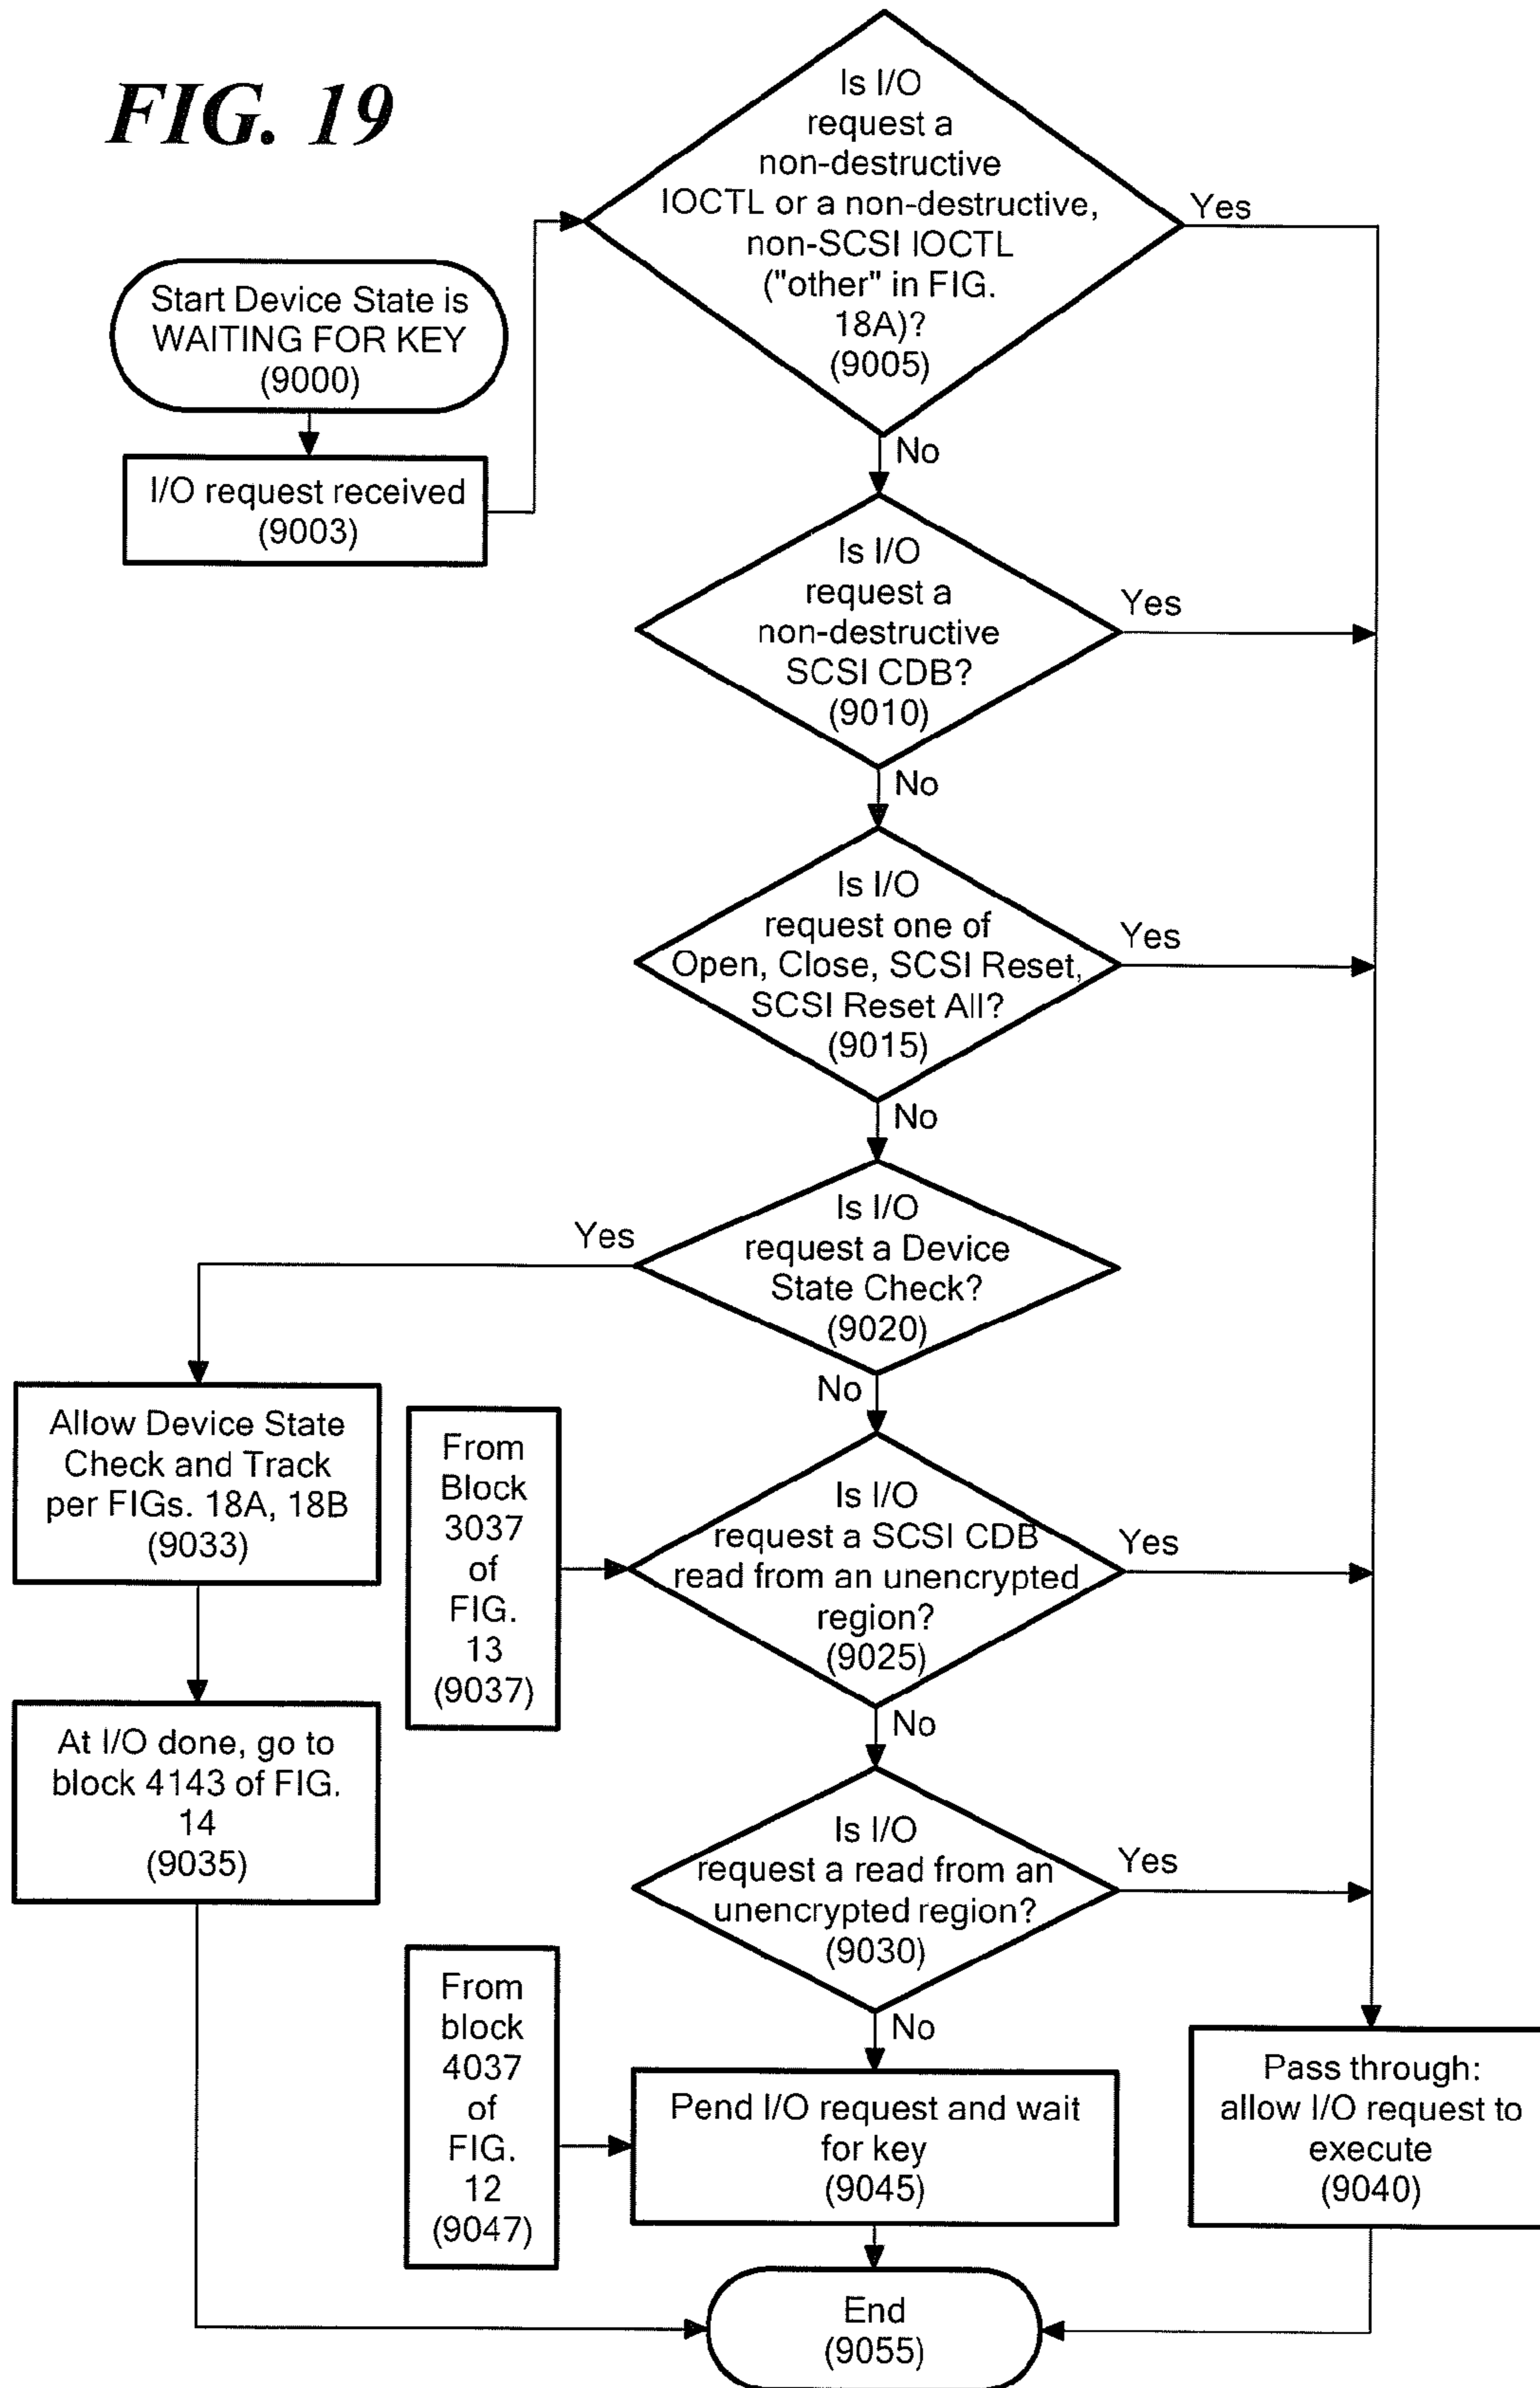 FIG. 19
Is I/O
request a
non-destructive
IOCTL or a non-destructive,
non-SCSI IOCTL
("other" in FIG.
18A)?
(9005)
Yes
Start Device State is
WAITING FOR KEY
(9000)
No
I/O request received
(9003)
Is I/O
request a
non-destructive
SCSI CDB?
(9010)
Yes
No
Is I/O
request one of
Open, Close, SCSI Reset,
SCSI Reset All?
(9015)
Yes
No
Is I/O
request a Device
State Check?
(9020)
Yes
No
Allow Device State
Check and Track
per FIGs. 18A, 18B
(9033)
From
Block
3037
of
FIG.
13
(9037)
Is I/O
request a SCSI CDB
read from an unencrypted
region?
(9025)
Yes
No
At I/O done, go to
block 4143 of FIG.
14
(9035)
Is I/O
request a read from an
unencrypted region?
(9030)
Yes
No
From
block
4037
of
FIG.
12
(9047)
Pend I/O request and wait
for key
(9045)
Pass through:
allow I/O request to
execute
(9040)
End
(9055)